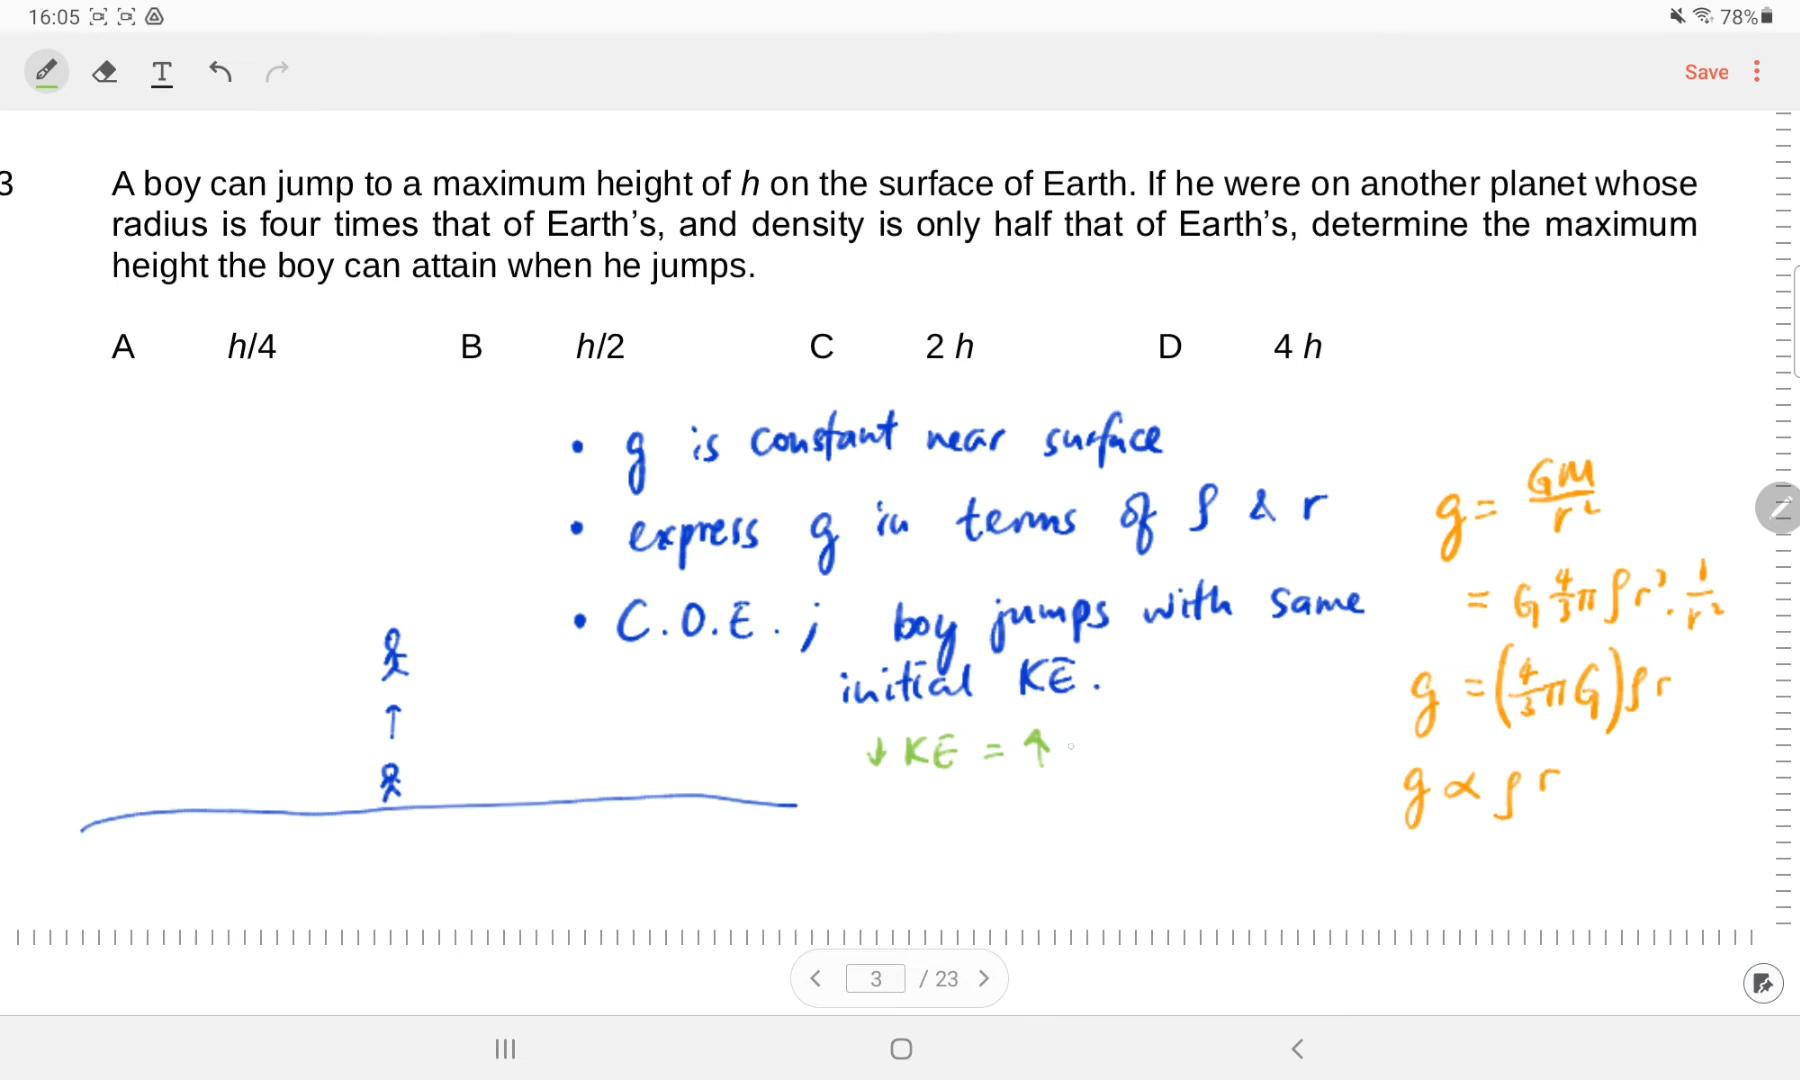 16:05
78%
T
Save
3
A boy can jump to a maximum height of h on the surface of Earth. If he were on another planet whose
radius is four times that of Earth's, and density is only half that of Earth's, determine the maximum
height the boy can attain when he jumps.
A h/4 B h/2 C 2 h D 4 h
• g is constant near surface
• express g in terms of ρ & r
• C.O.E. ; boy jumps with same
initial KE.
↓ KE = ↑
g = GM/r²
= G 4/3 π ρ r³ · 1/r²
g = (4/3 π G) ρ r
g ∝ ρ r
3 / 23